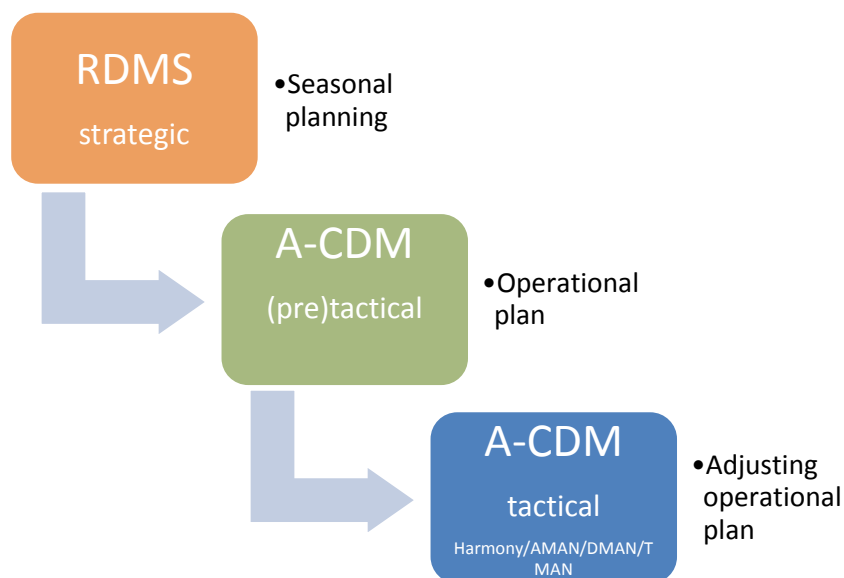 RDMS
strategic
•Seasonal
planning
A-CDM
(pre)tactical
•Operational
plan
A-CDM
tactical
Harmony/AMAN/DMAN/T
MAN
•Adjusting
operational
plan